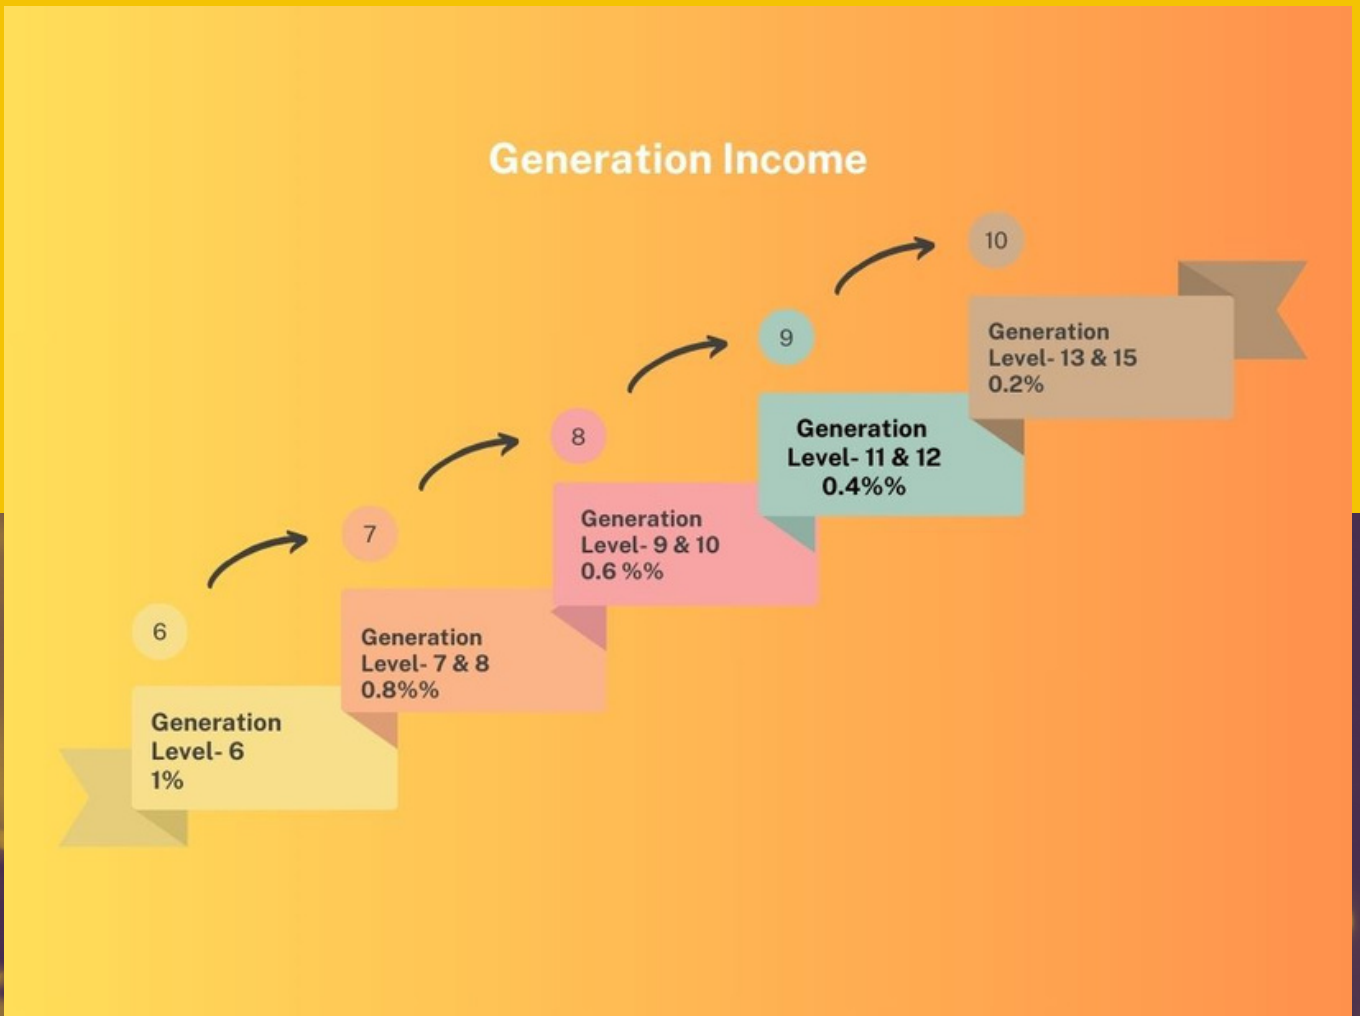 Generation Income
6
Generation
Level- 6
1%
7
Generation
Level- 7 & 8
0.8%%
8
Generation
Level- 9 & 10
0.6 %%
9
Generation
Level- 11 & 12
0.4%%
10
Generation
Level- 13 & 15
0.2%